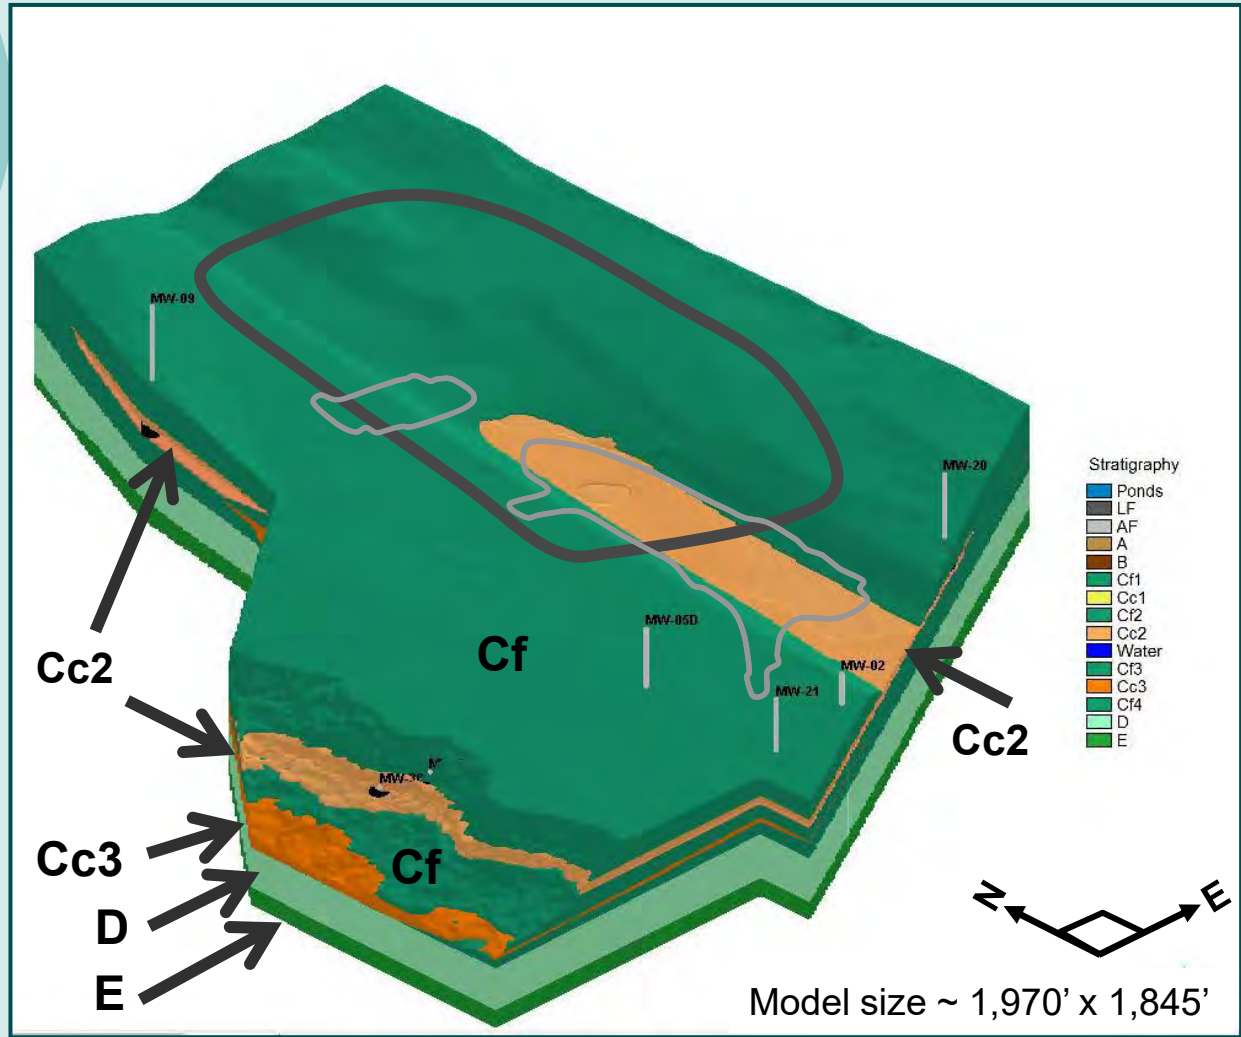 MW-09
MW-20
Stratigraphy
Ponds
LF
AF
A
B
Cf1
Cc1
Cf2
Cc2
Water
Cf3
Cc3
Cf4
D
E
MW-05D
Cf
MW-02
Cc2
MW-21
Cc2
Cc3
Cf
D
E
N
E
Model size ~ 1,970’ x 1,845’